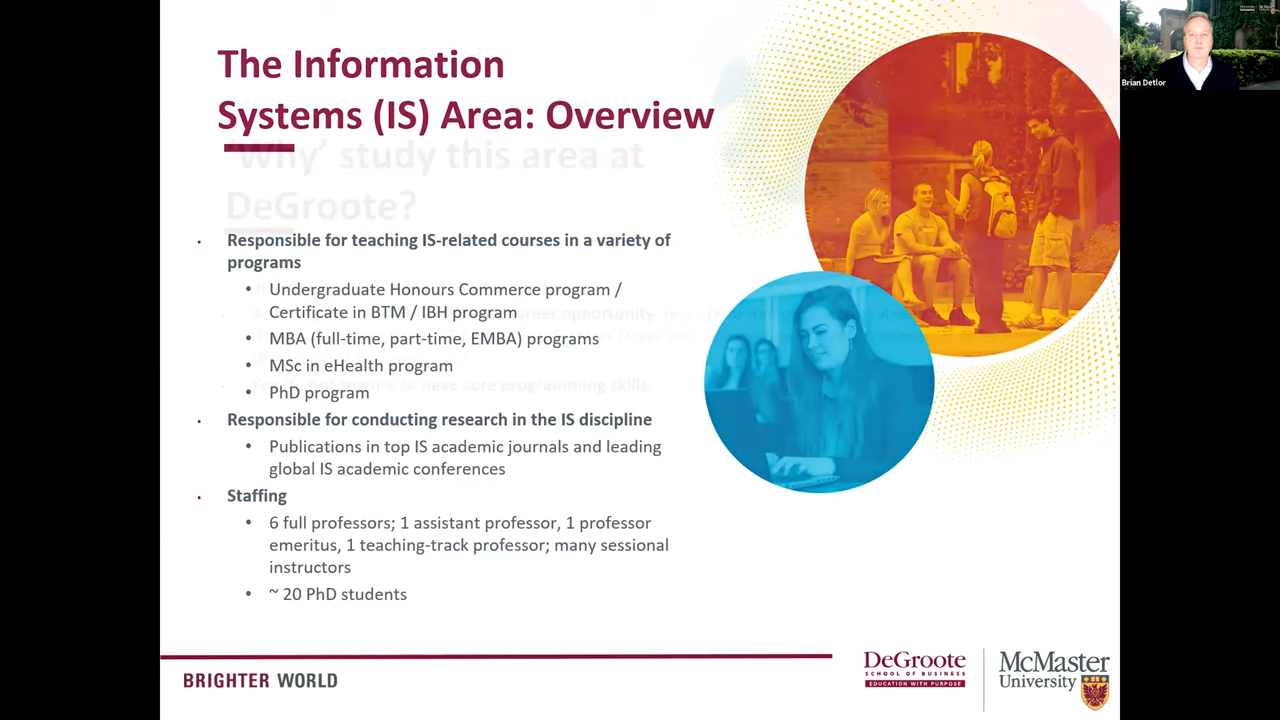 The Information
Systems (IS) Area: Overview
‘Why’ study this area at
DeGroote?
• Responsible for teaching IS-related courses in a variety of
programs
• Undergraduate Honours Commerce program /
Certificate in BTM / IBH program
• MBA (full-time, part-time, EMBA) programs
• MSc in eHealth program
• PhD program
• Responsible for conducting research in the IS discipline
• Publications in top IS academic journals and leading
global IS academic conferences
• Staffing
• 6 full professors; 1 assistant professor, 1 professor
emeritus, 1 teaching-track professor; many sessional
instructors
• ~ 20 PhD students
BRIGHTER WORLD
DeGroote
SCHOOL OF BUSINESS
EDUCATION WITH PURPOSE
McMaster
University
Brian Detlor